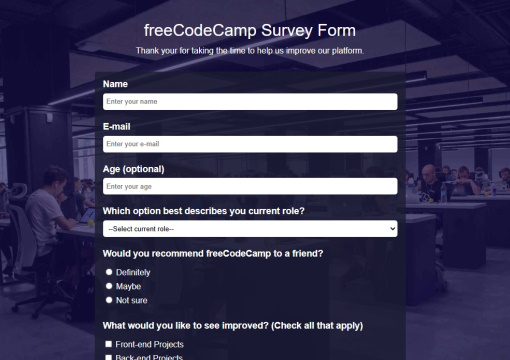 freeCodeCamp Survey Form
Thank your for taking the time to help us improve our platform.
Name
Enter your name
E-mail
Enter your e-mail
Age (optional)
Enter your age
Which option best describes you current role?
--Select current role--
Would you recommend freeCodeCamp to a friend?
Definitely
Maybe
Not sure
What would you like to see improved? (Check all that apply)
Front-end Projects
Back-end Projects